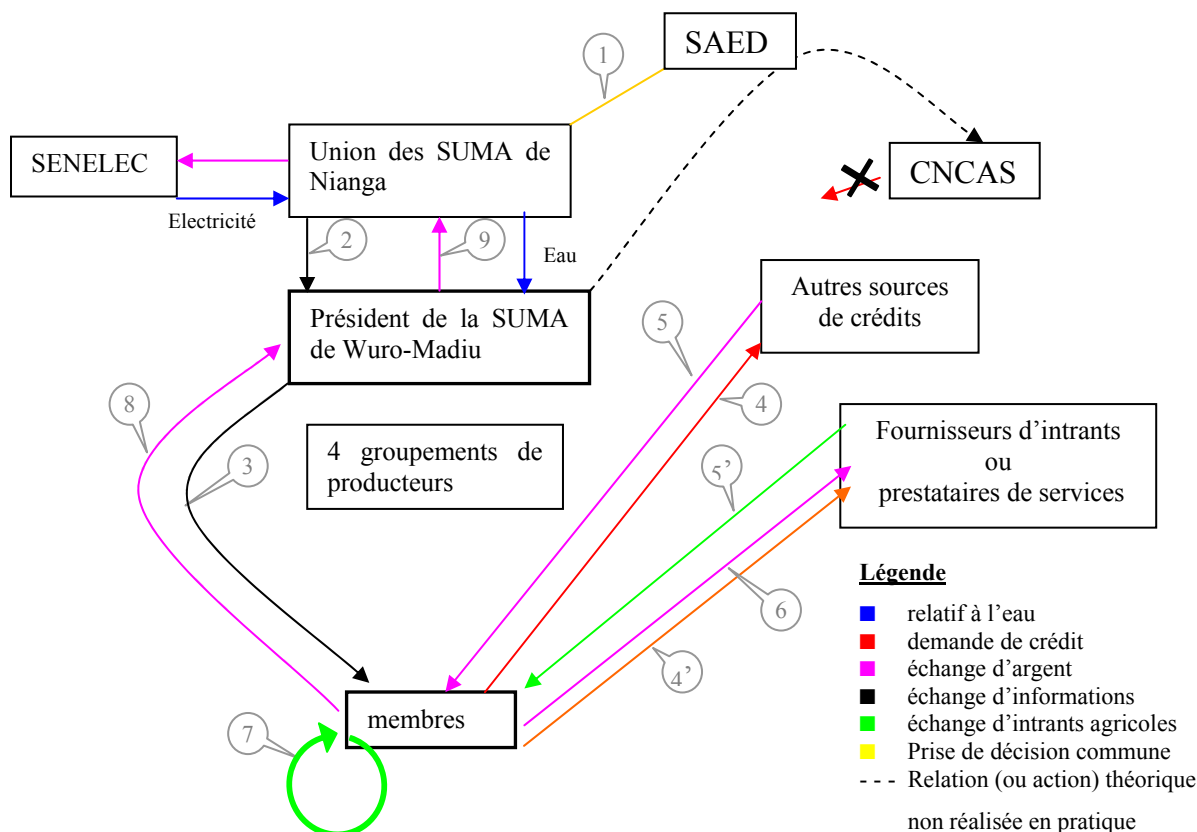 SAED
1
SENELEC
Union des SUMA de
Nianga
CNCAS
Electricité
2
9
Eau
Président de la SUMA
de Wuro-Madiu
Autres sources
de crédits
5
4
8
3
4 groupements de
producteurs
Fournisseurs d'intrants
ou
prestataires de services
5'
6
4'
membres
7
Légende
relatif à l'eau
demande de crédit
échange d'argent
échange d'informations
échange d'intrants agricoles
Prise de décision commune
Relation (ou action) théorique
non réalisée en pratique